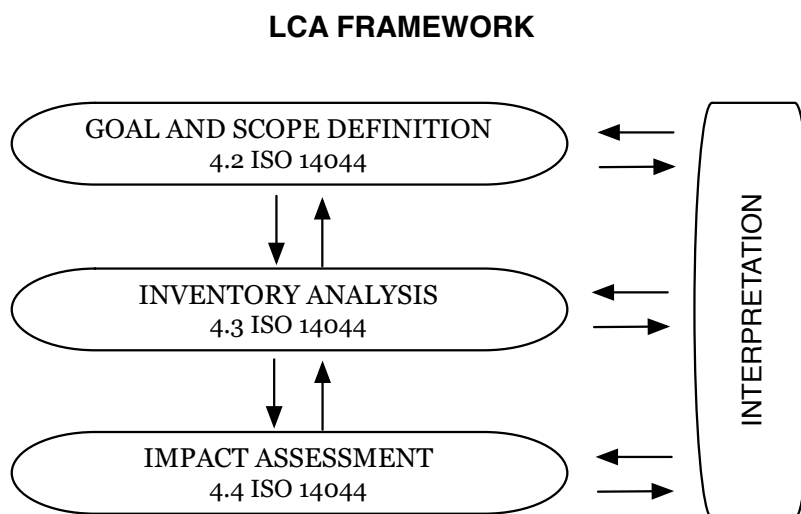 LCA FRAMEWORK
GOAL AND SCOPE DEFINITION
4.2 ISO 14044
INVENTORY ANALYSIS
4.3 ISO 14044
IMPACT ASSESSMENT
4.4 ISO 14044
INTERPRETATION